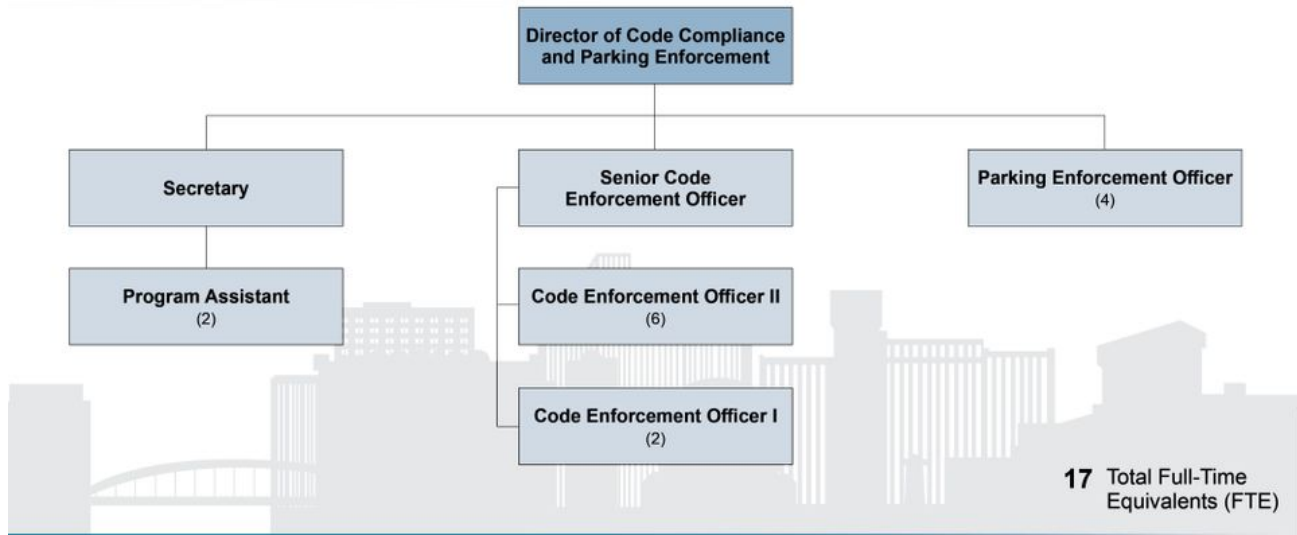 Director of Code Compliance
and Parking Enforcement
Secretary
Senior Code
Enforcement Officer
Parking Enforcement Officer
(4)
Program Assistant
(2)
Code Enforcement Officer II
(6)
Code Enforcement Officer I
(2)
17 Total Full-Time
Equivalents (FTE)